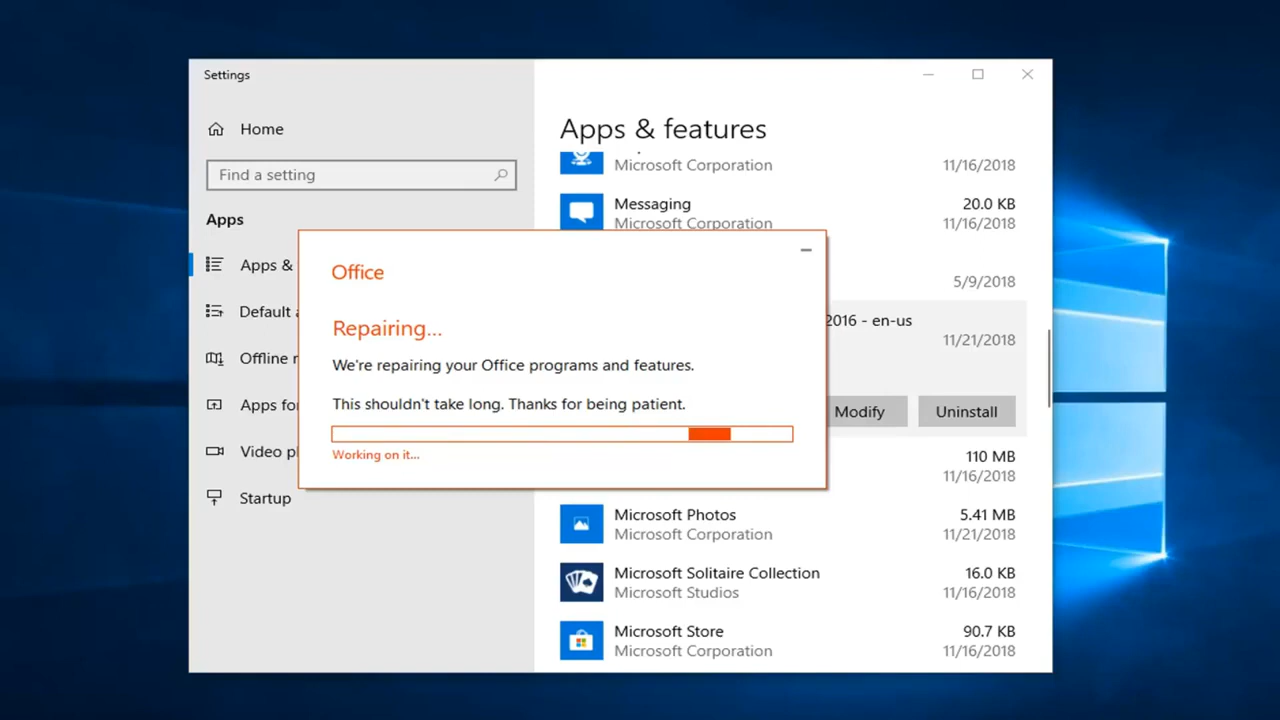 Settings
Home
Find a setting
Apps
Apps &
Default a
Offline
Apps fo
Video p
Startup
Apps & features
Microsoft Corporation 11/16/2018
Messaging 20.0 KB
Microsoft Corporation 11/16/2018
5/9/2018
2016 - en-us
11/21/2018
Modify Uninstall
110 MB
11/16/2018
Microsoft Photos 5.41 MB
Microsoft Corporation 11/21/2018
Microsoft Solitaire Collection 16.0 KB
Microsoft Studios 11/16/2018
Microsoft Store 90.7 KB
Microsoft Corporation 11/16/2018
Office
Repairing...
We're repairing your Office programs and features.
This shouldn't take long. Thanks for being patient.
Working on it...